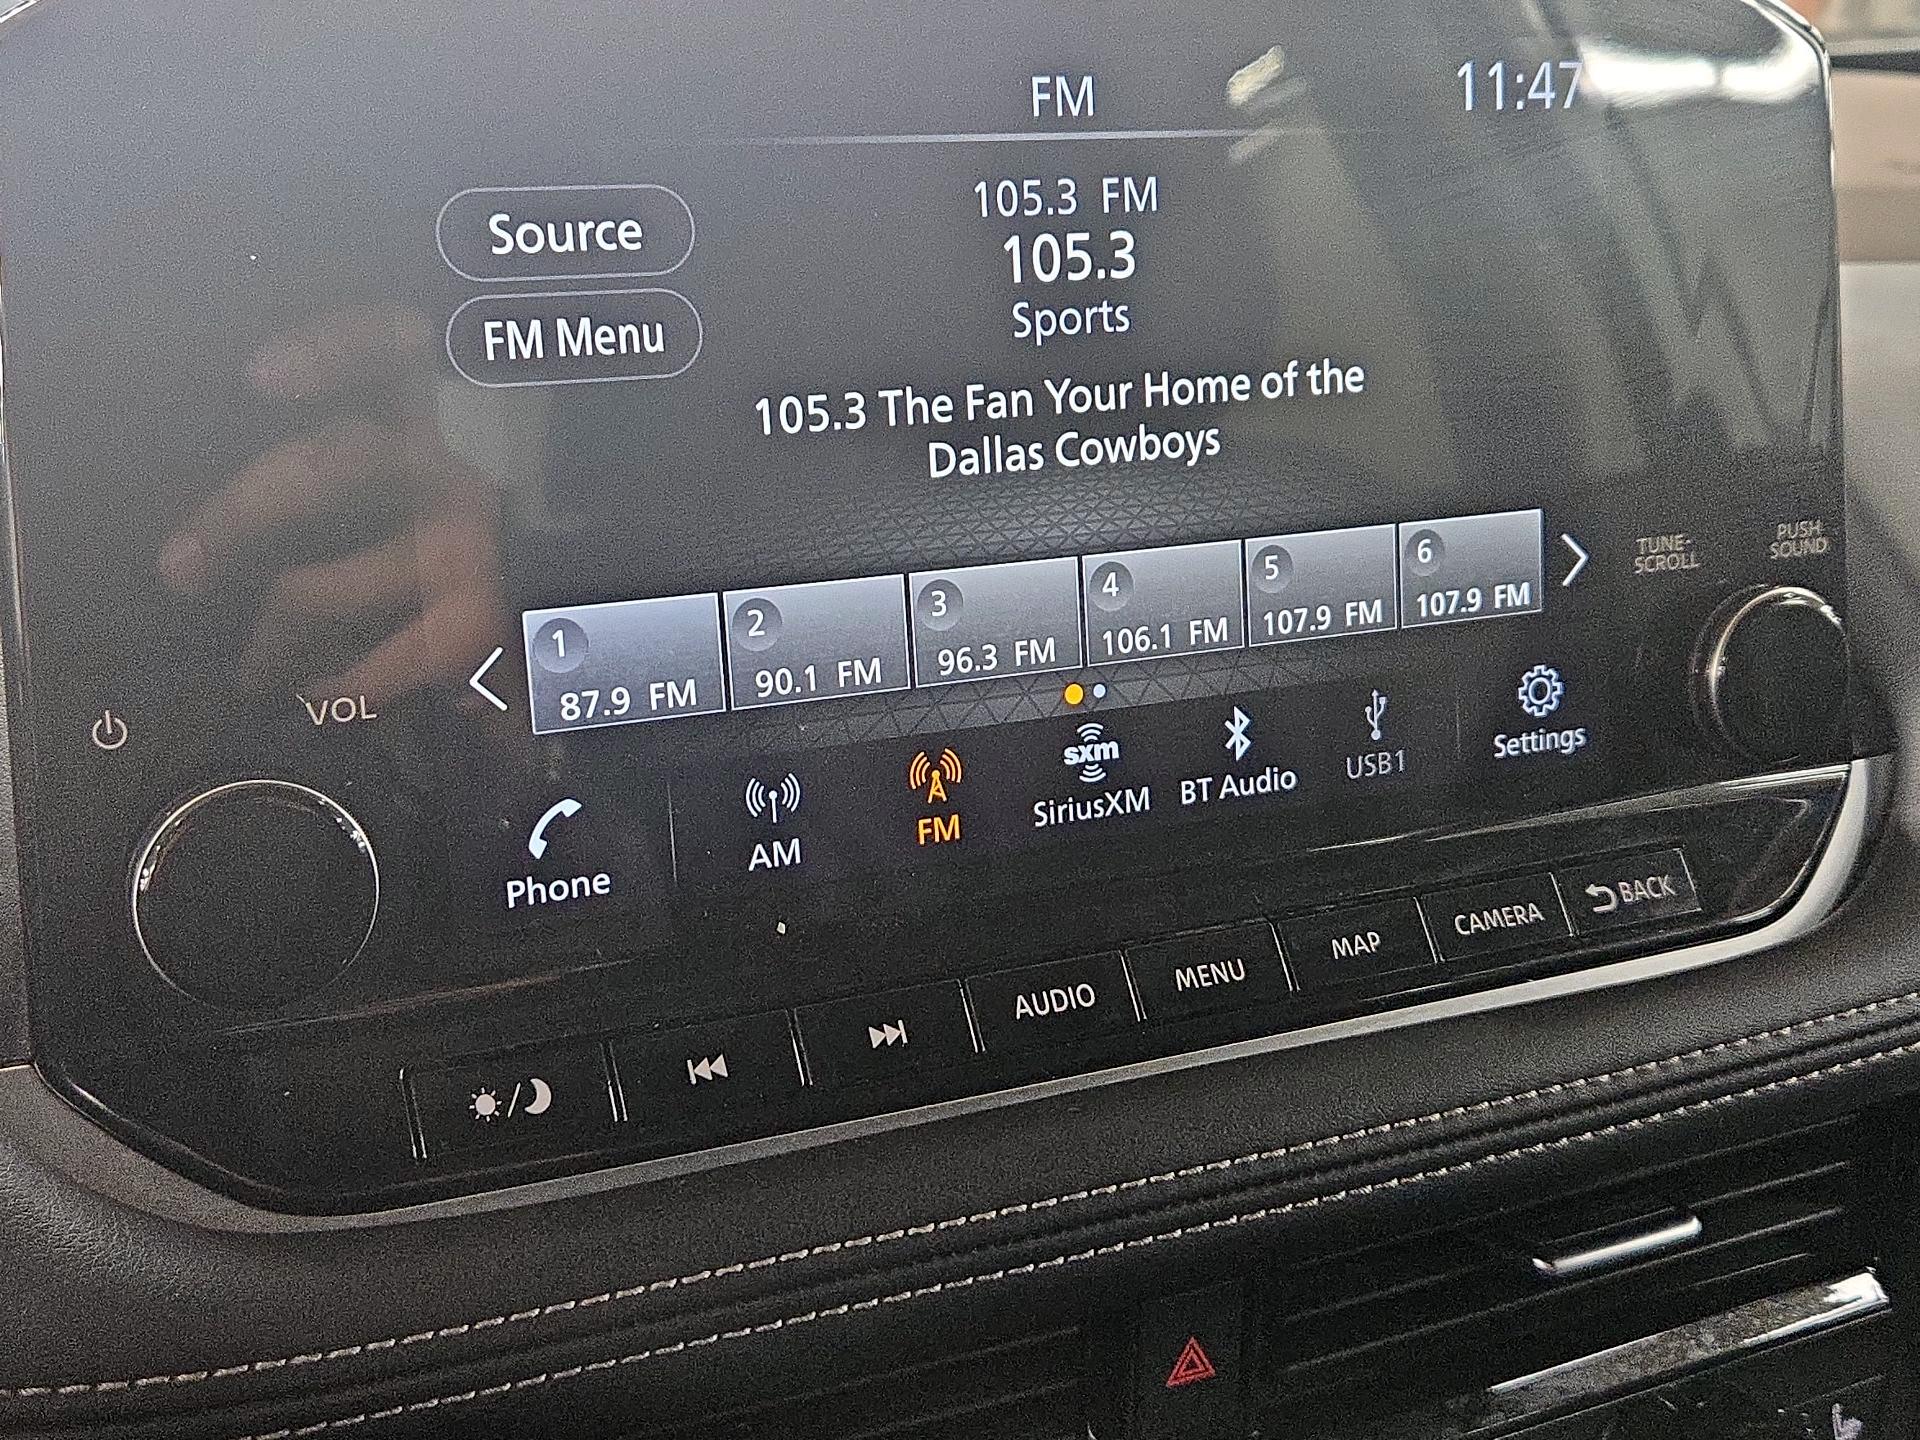 FM
11:47
Source
FM Menu
105.3 FM
105.3
Sports
105.3 The Fan Your Home of the
Dallas Cowboys
1
87.9 FM
2
90.1 FM
3
96.3 FM
4
106.1 FM
5
107.9 FM
6
107.9 FM
TUNE-
SCROLL
PUSH
SOUND
VOL
Phone
AM
FM
sxm
SiriusXM
BT Audio
USB1
Settings
AUDIO
MENU
MAP
CAMERA
BACK